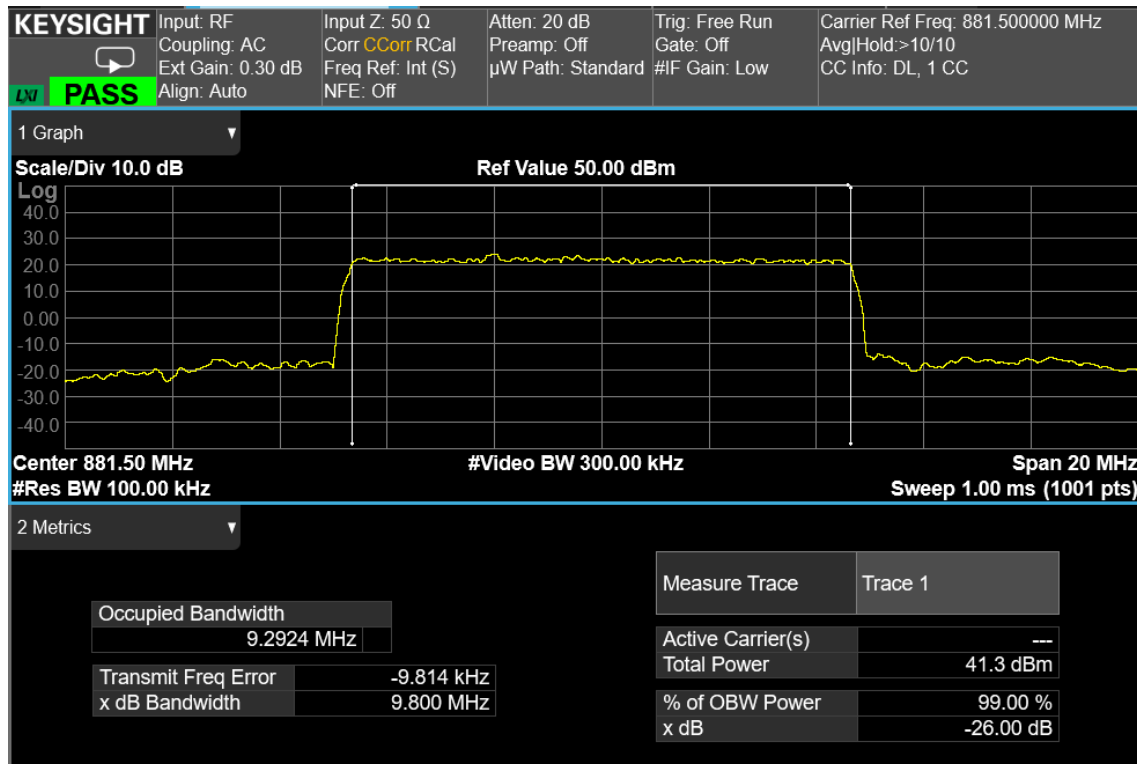 KEYSIGHT Input: RF Input Z: 50 Ω Atten: 20 dB Trig: Free Run Carrier Ref Freq: 881.500000 MHz
Coupling: AC Corr CCorr RCal Preamp: Off Gate: Off Avg|Hold:>10/10
Ext Gain: 0.30 dB Freq Ref: Int (S) µW Path: Standard #IF Gain: Low CC Info: DL, 1 CC
LXI PASS Align: Auto NFE: Off
1 Graph
Scale/Div 10.0 dB Ref Value 50.00 dBm
Log
40.0
30.0
20.0
10.0
0.00
-10.0
-20.0
-30.0
-40.0
Center 881.50 MHz #Video BW 300.00 kHz Span 20 MHz
#Res BW 100.00 kHz Sweep 1.00 ms (1001 pts)
2 Metrics
Measure Trace Trace 1
Occupied Bandwidth
9.2924 MHz
Active Carrier(s) ---
Total Power 41.3 dBm
Transmit Freq Error -9.814 kHz
x dB Bandwidth 9.800 MHz
% of OBW Power 99.00 %
x dB -26.00 dB